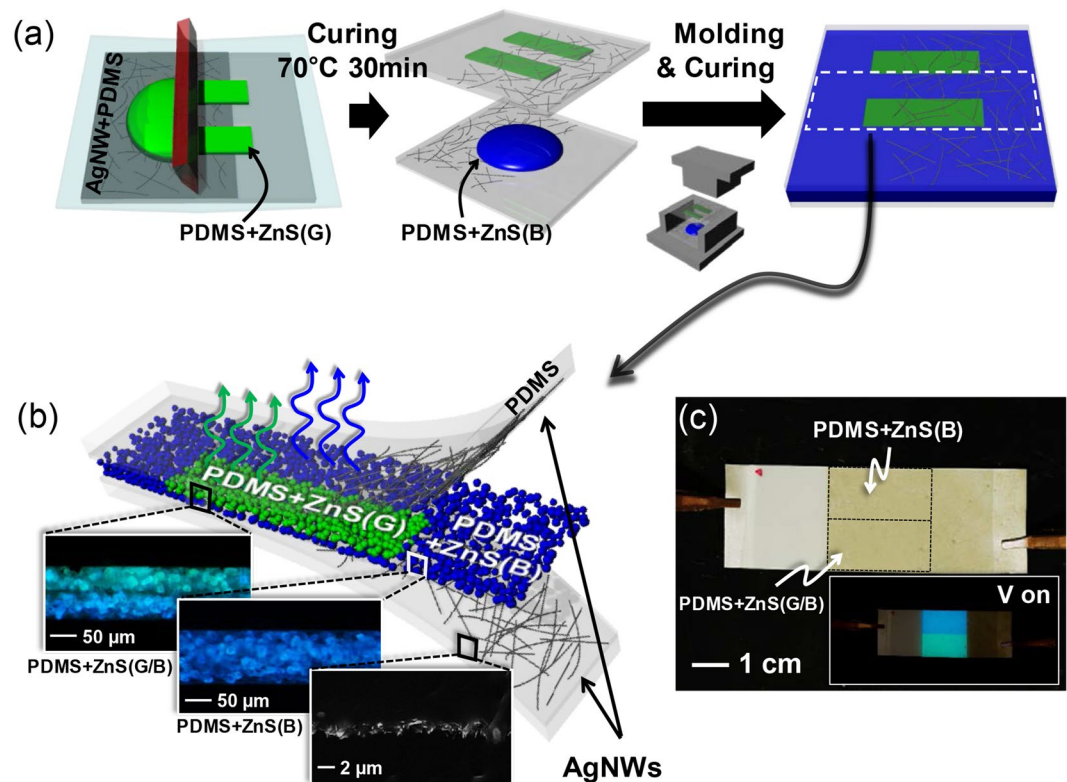 (a)
AgNW+PDMS
PDMS+ZnS(G)
Curing
70°C 30min
PDMS+ZnS(B)
Molding
& Curing
(b)
PDMS
PDMS+ZnS(G)
PDMS
+ZnS(B)
50 µm
PDMS+ZnS(G/B)
50 µm
PDMS+ZnS(B)
2 µm
AgNWs
(c)
PDMS+ZnS(B)
PDMS+ZnS(G/B)
V on
1 cm